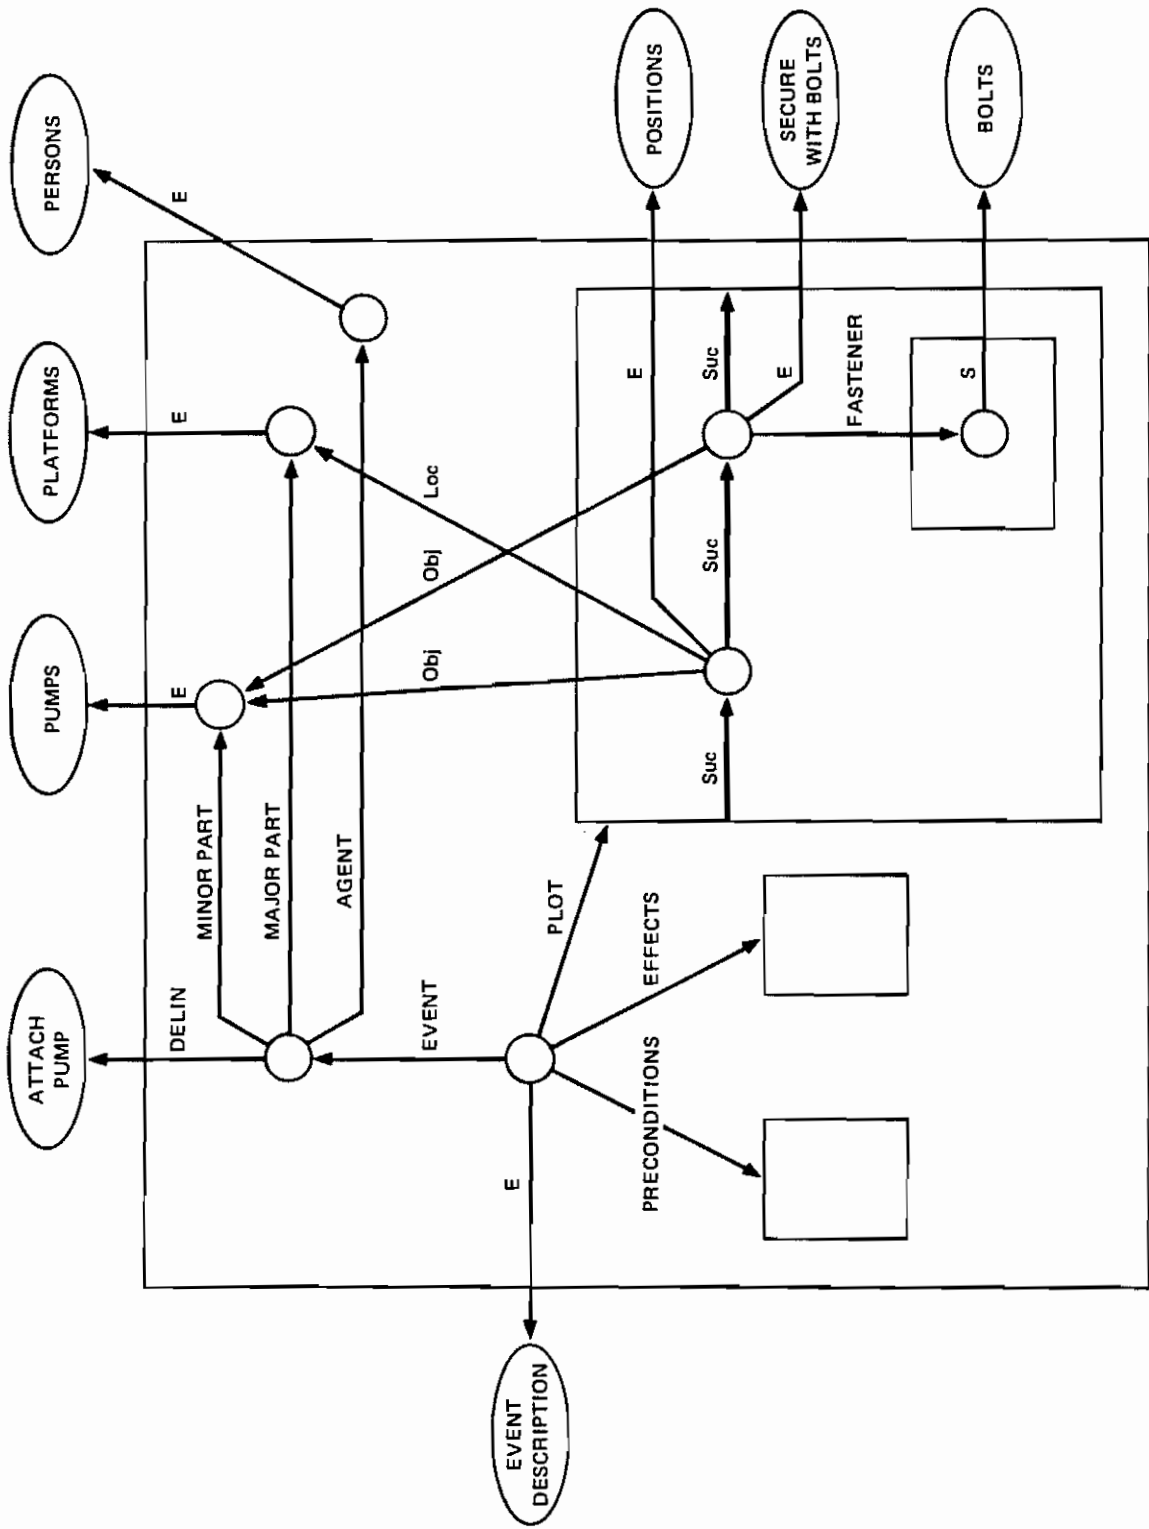 ATTACH
PUMP
PUMPS
PLATFORMS
PERSONS
DELIN
E
E
E
MINOR PART
MAJOR PART
AGENT
EVENT
Obj
Obj
Loc
E
EVENT
DESCRIPTION
PLOT
PRECONDITIONS
EFFECTS
Suc
Suc
Suc
E
POSITIONS
E
SECURE
WITH BOLTS
FASTENER
S
BOLTS